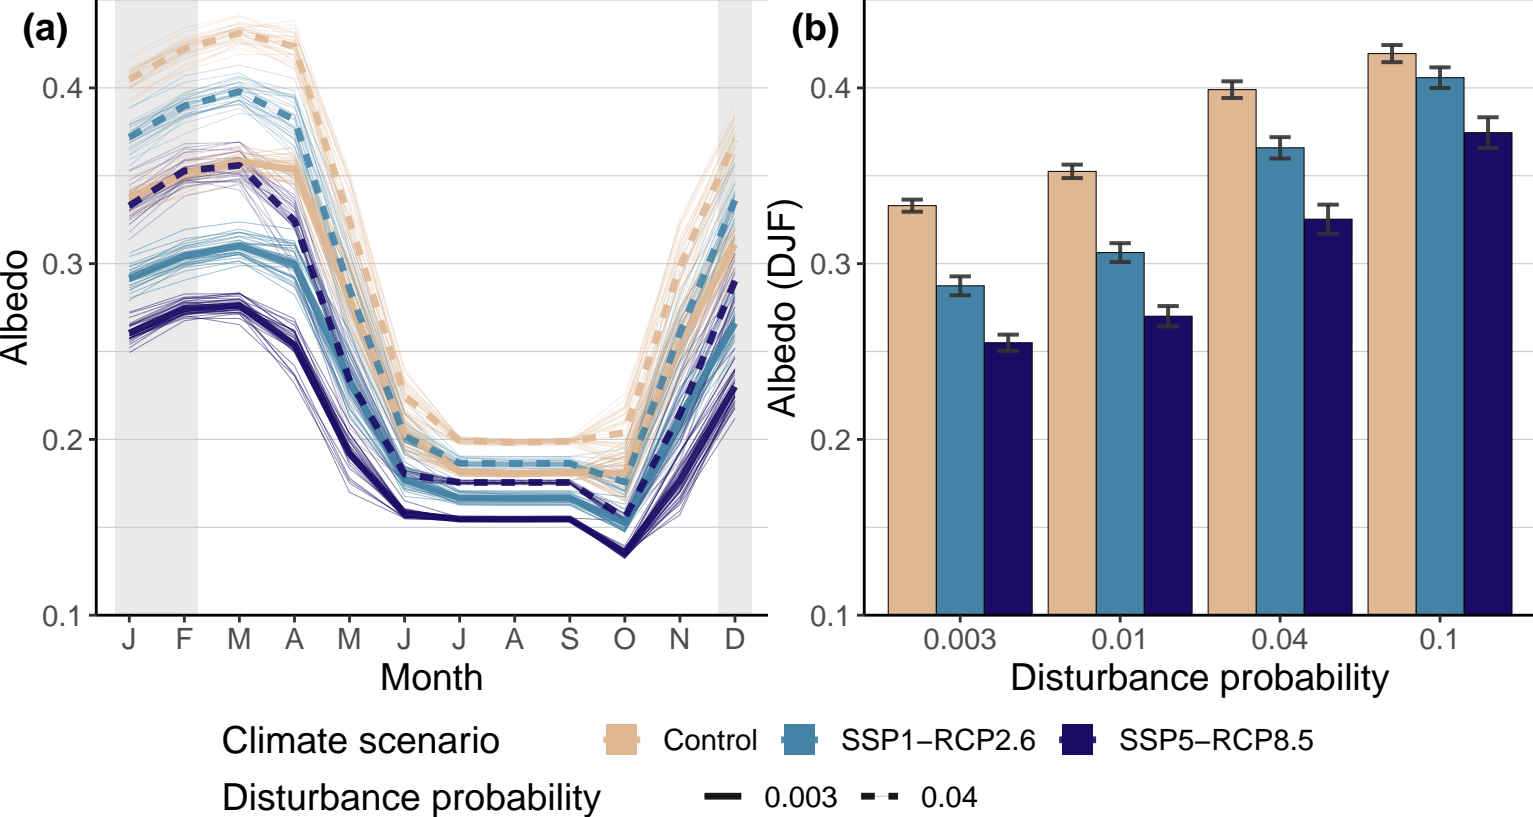 (a)
Albedo
0.4
0.3
0.2
0.1
J F M A M J J A S O N D
Month
(b)
Albedo (DJF)
0.4
0.3
0.2
0.1
0.003 0.01 0.04 0.1
Disturbance probability
Climate scenario Control SSP1−RCP2.6 SSP5−RCP8.5
Disturbance probability 0.003 0.04